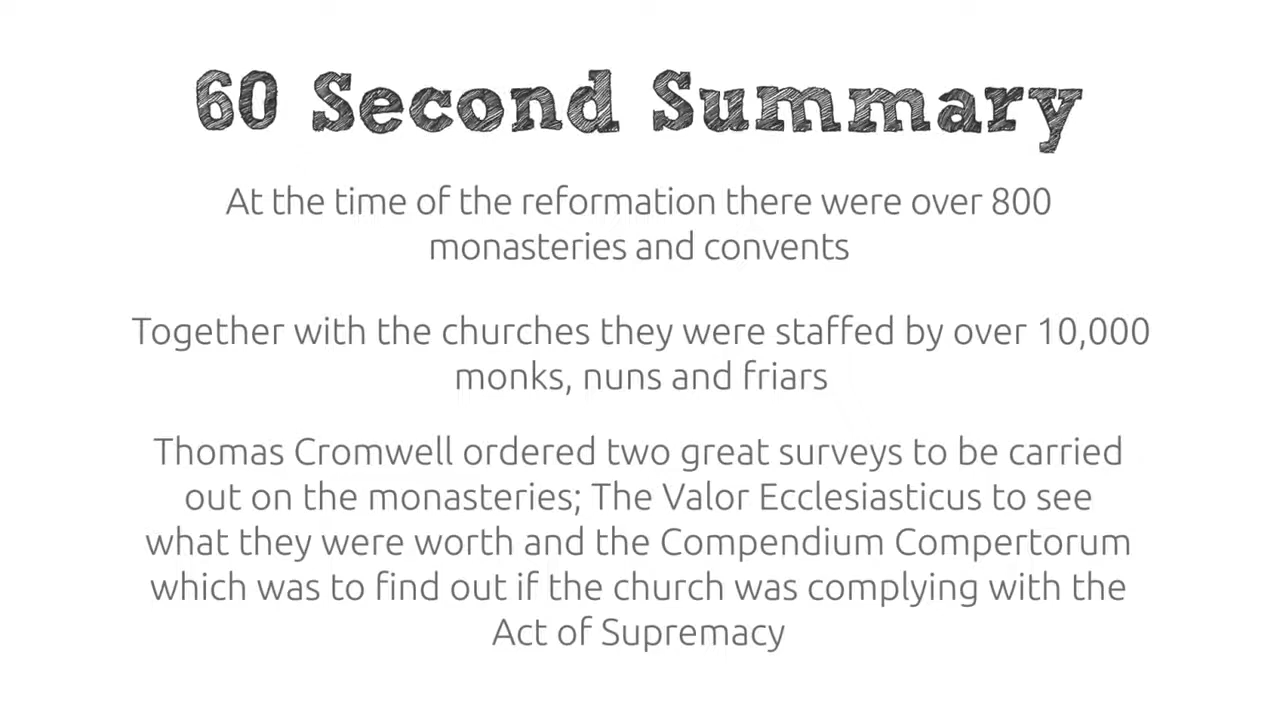 60 Second Summary
At the time of the reformation there were over 800
monasteries and convents
Together with the churches they were staffed by over 10,000
monks, nuns and friars
Thomas Cromwell ordered two great surveys to be carried
out on the monasteries; The Valor Ecclesiasticus to see
what they were worth and the Compendium Compertorum
which was to find out if the church was complying with the
Act of Supremacy